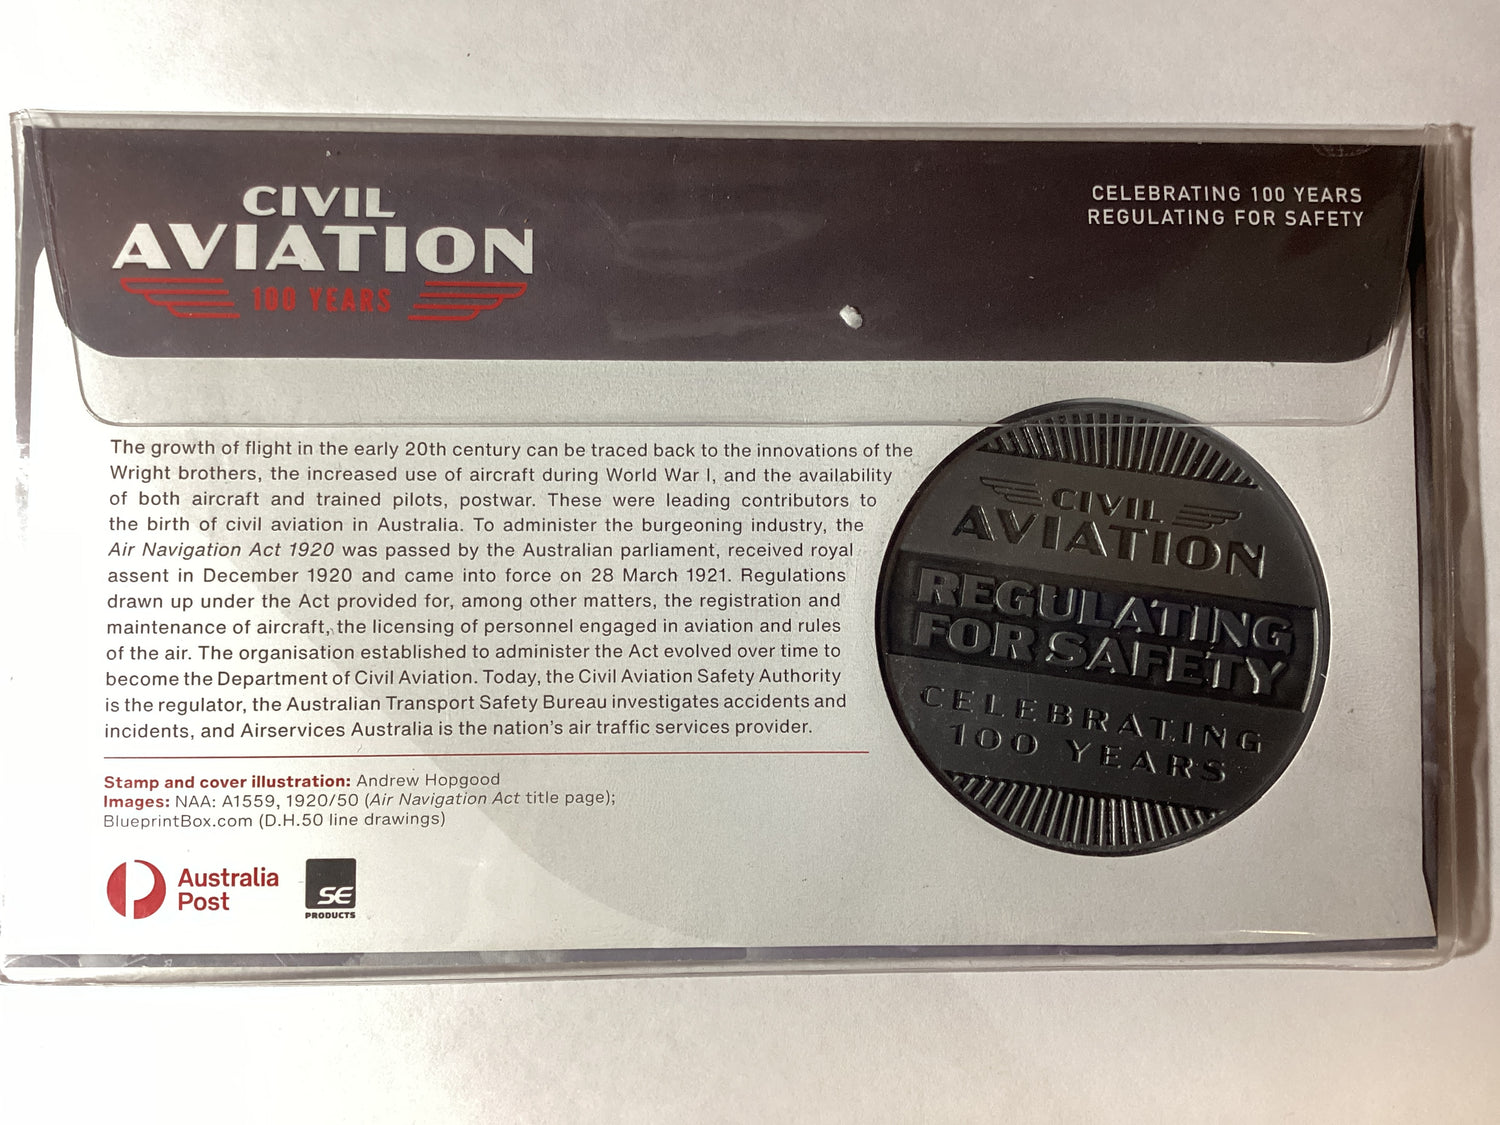 CIVIL
AVIATION
100 YEARS
CELEBRATING 100 YEARS
REGULATING FOR SAFETY
The growth of flight in the early 20th century can be traced back to the innovations of the
Wright brothers, the increased use of aircraft during World War I, and the availability
of both aircraft and trained pilots, postwar. These were leading contributors to
the birth of civil aviation in Australia. To administer the burgeoning industry, the
Air Navigation Act 1920 was passed by the Australian parliament, received royal
assent in December 1920 and came into force on 28 March 1921. Regulations
drawn up under the Act provided for, among other matters, the registration and
maintenance of aircraft, the licensing of personnel engaged in aviation and rules
of the air. The organisation established to administer the Act evolved over time to
become the Department of Civil Aviation. Today, the Civil Aviation Safety Authority
is the regulator, the Australian Transport Safety Bureau investigates accidents and
incidents, and Airservices Australia is the nation's air traffic services provider.
Stamp and cover illustration: Andrew Hopgood
Images: NAA: A1559, 1920/50 (Air Navigation Act title page);
BlueprintBox.com (D.H.50 line drawings)
Australia
Post
SE
PRODUCTS
CIVIL
AVIATION
REGULATING
FOR SAFETY
CELEBRATING
100 YEARS